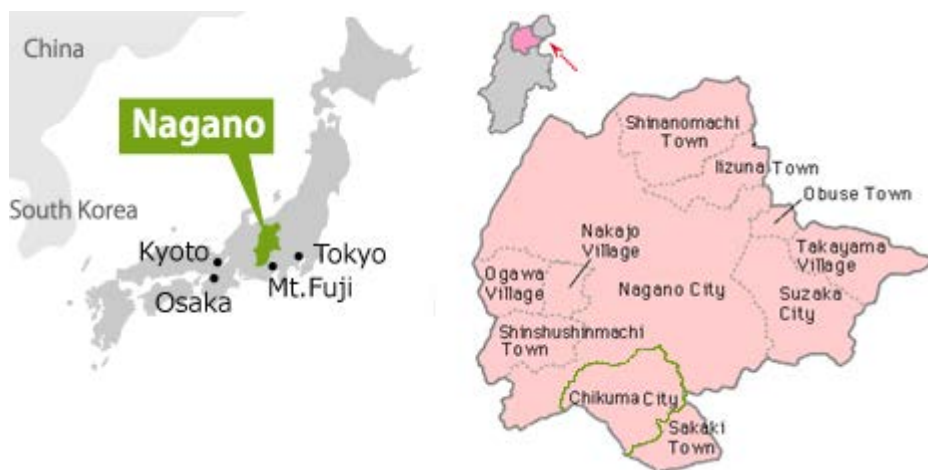 China
Nagano
South Korea
Kyoto
Tokyo
Osaka
Mt.Fuji
Shinanomachi
Town
Iizuna Town
Obuse Town
Nakajo
Village
Takayama
Village
Ogawa
Village
Nagano City
Suzaka
City
Shinshushinmachi
Town
Chikuma City
Sakaki
Town